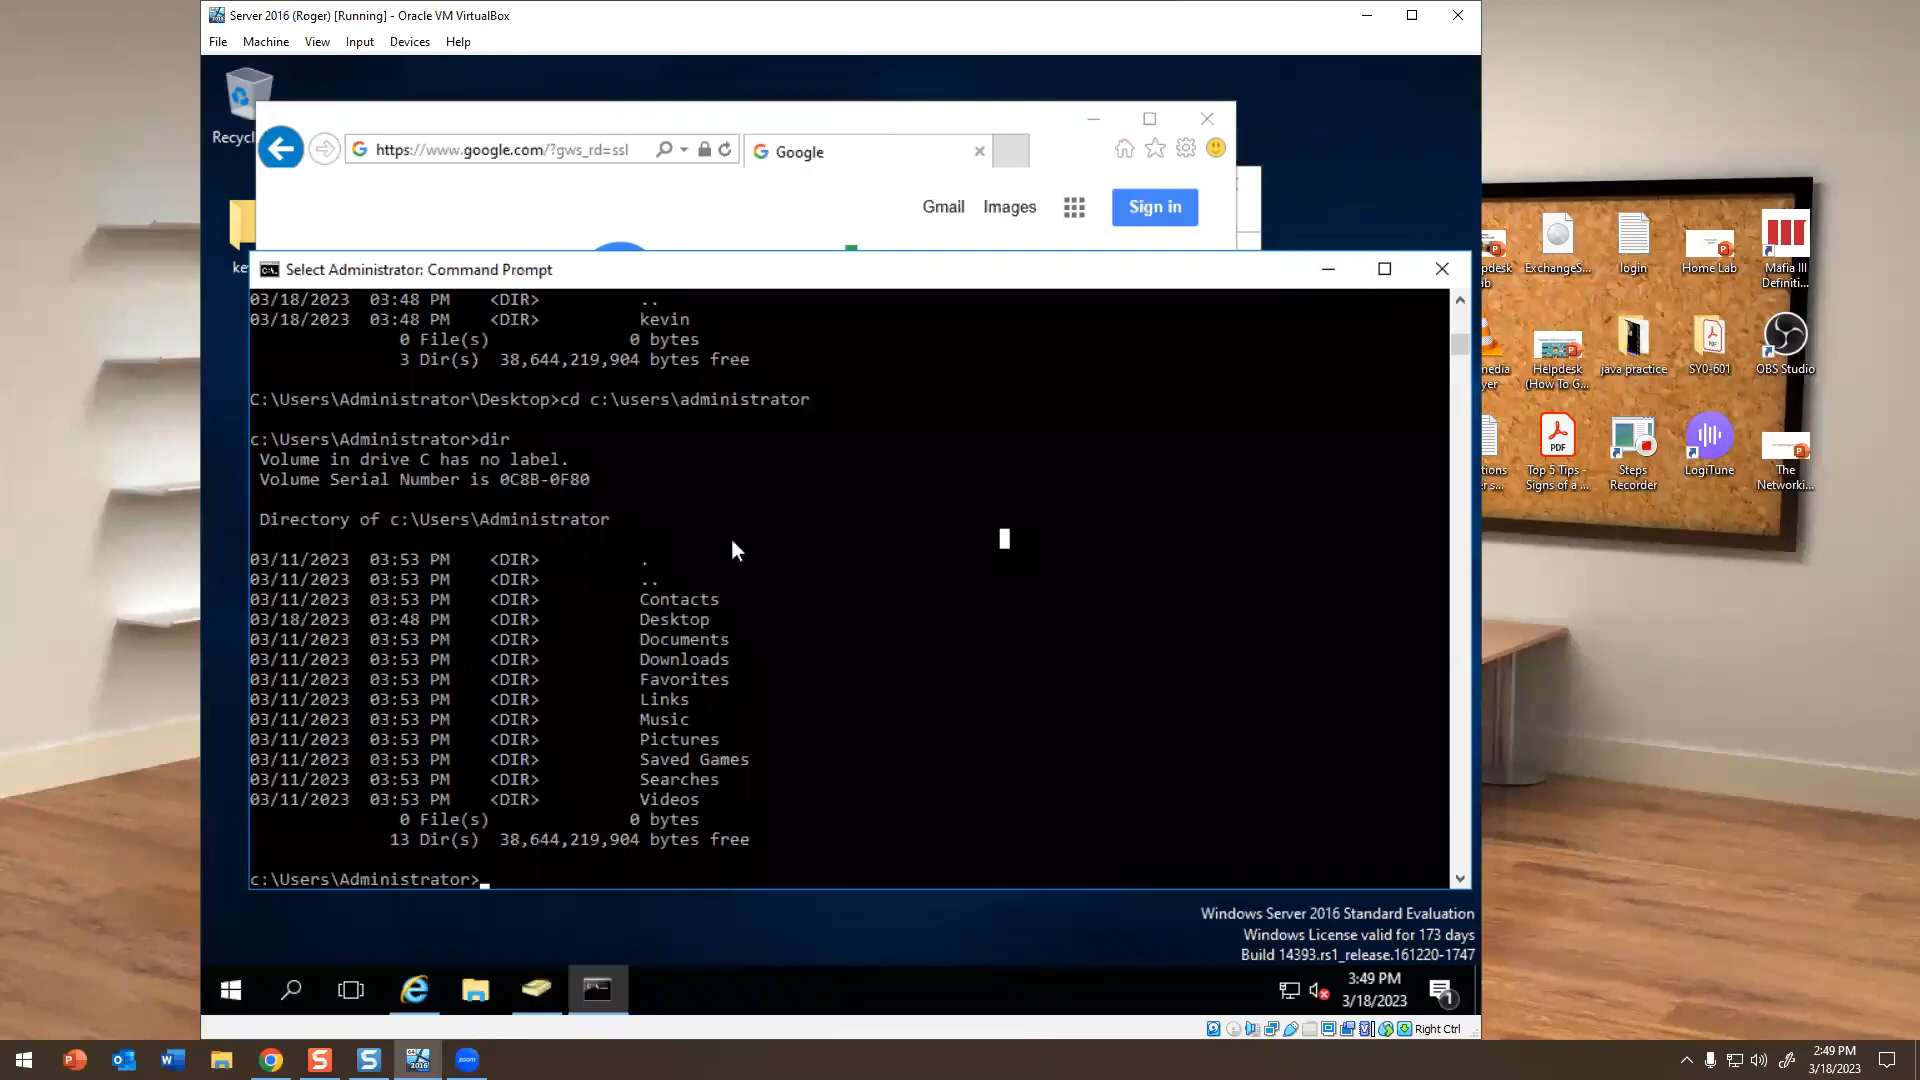 Server 2016 (Roger) [Running] - Oracle VM VirtualBox
File Machine View Input Devices Help
https://www.google.com/?gws_rd=ssl
Google
Gmail Images Sign in
Select Administrator: Command Prompt
03/18/2023 03:48 PM <DIR> ..
03/18/2023 03:48 PM <DIR> kevin
0 File(s) 0 bytes
3 Dir(s) 38,644,219,904 bytes free
C:\Users\Administrator\Desktop>cd c:\users\administrator
c:\Users\Administrator>dir
Volume in drive C has no label.
Volume Serial Number is 0C8B-0F80
Directory of c:\Users\Administrator
03/11/2023 03:53 PM <DIR> .
03/11/2023 03:53 PM <DIR> ..
03/11/2023 03:53 PM <DIR> Contacts
03/18/2023 03:48 PM <DIR> Desktop
03/11/2023 03:53 PM <DIR> Documents
03/11/2023 03:53 PM <DIR> Downloads
03/11/2023 03:53 PM <DIR> Favorites
03/11/2023 03:53 PM <DIR> Links
03/11/2023 03:53 PM <DIR> Music
03/11/2023 03:53 PM <DIR> Pictures
03/11/2023 03:53 PM <DIR> Saved Games
03/11/2023 03:53 PM <DIR> Searches
03/11/2023 03:53 PM <DIR> Videos
0 File(s) 0 bytes
13 Dir(s) 38,644,219,904 bytes free
c:\Users\Administrator>
Windows Server 2016 Standard Evaluation
Windows License valid for 173 days
Build 14393.rs1_release.161220-1747
3:49 PM
3/18/2023
1
Right Ctrl
ExchangeS...
login
Home Lab
Mafia III
Definiti...
Helpdesk
(How To G...
java practice
SY0-601
OBS Studio
PDF
Top 5 Tips -
Signs of a ...
Steps
Recorder
LogiTune
The
Networki...
2016
zoom
2:49 PM
3/18/2023